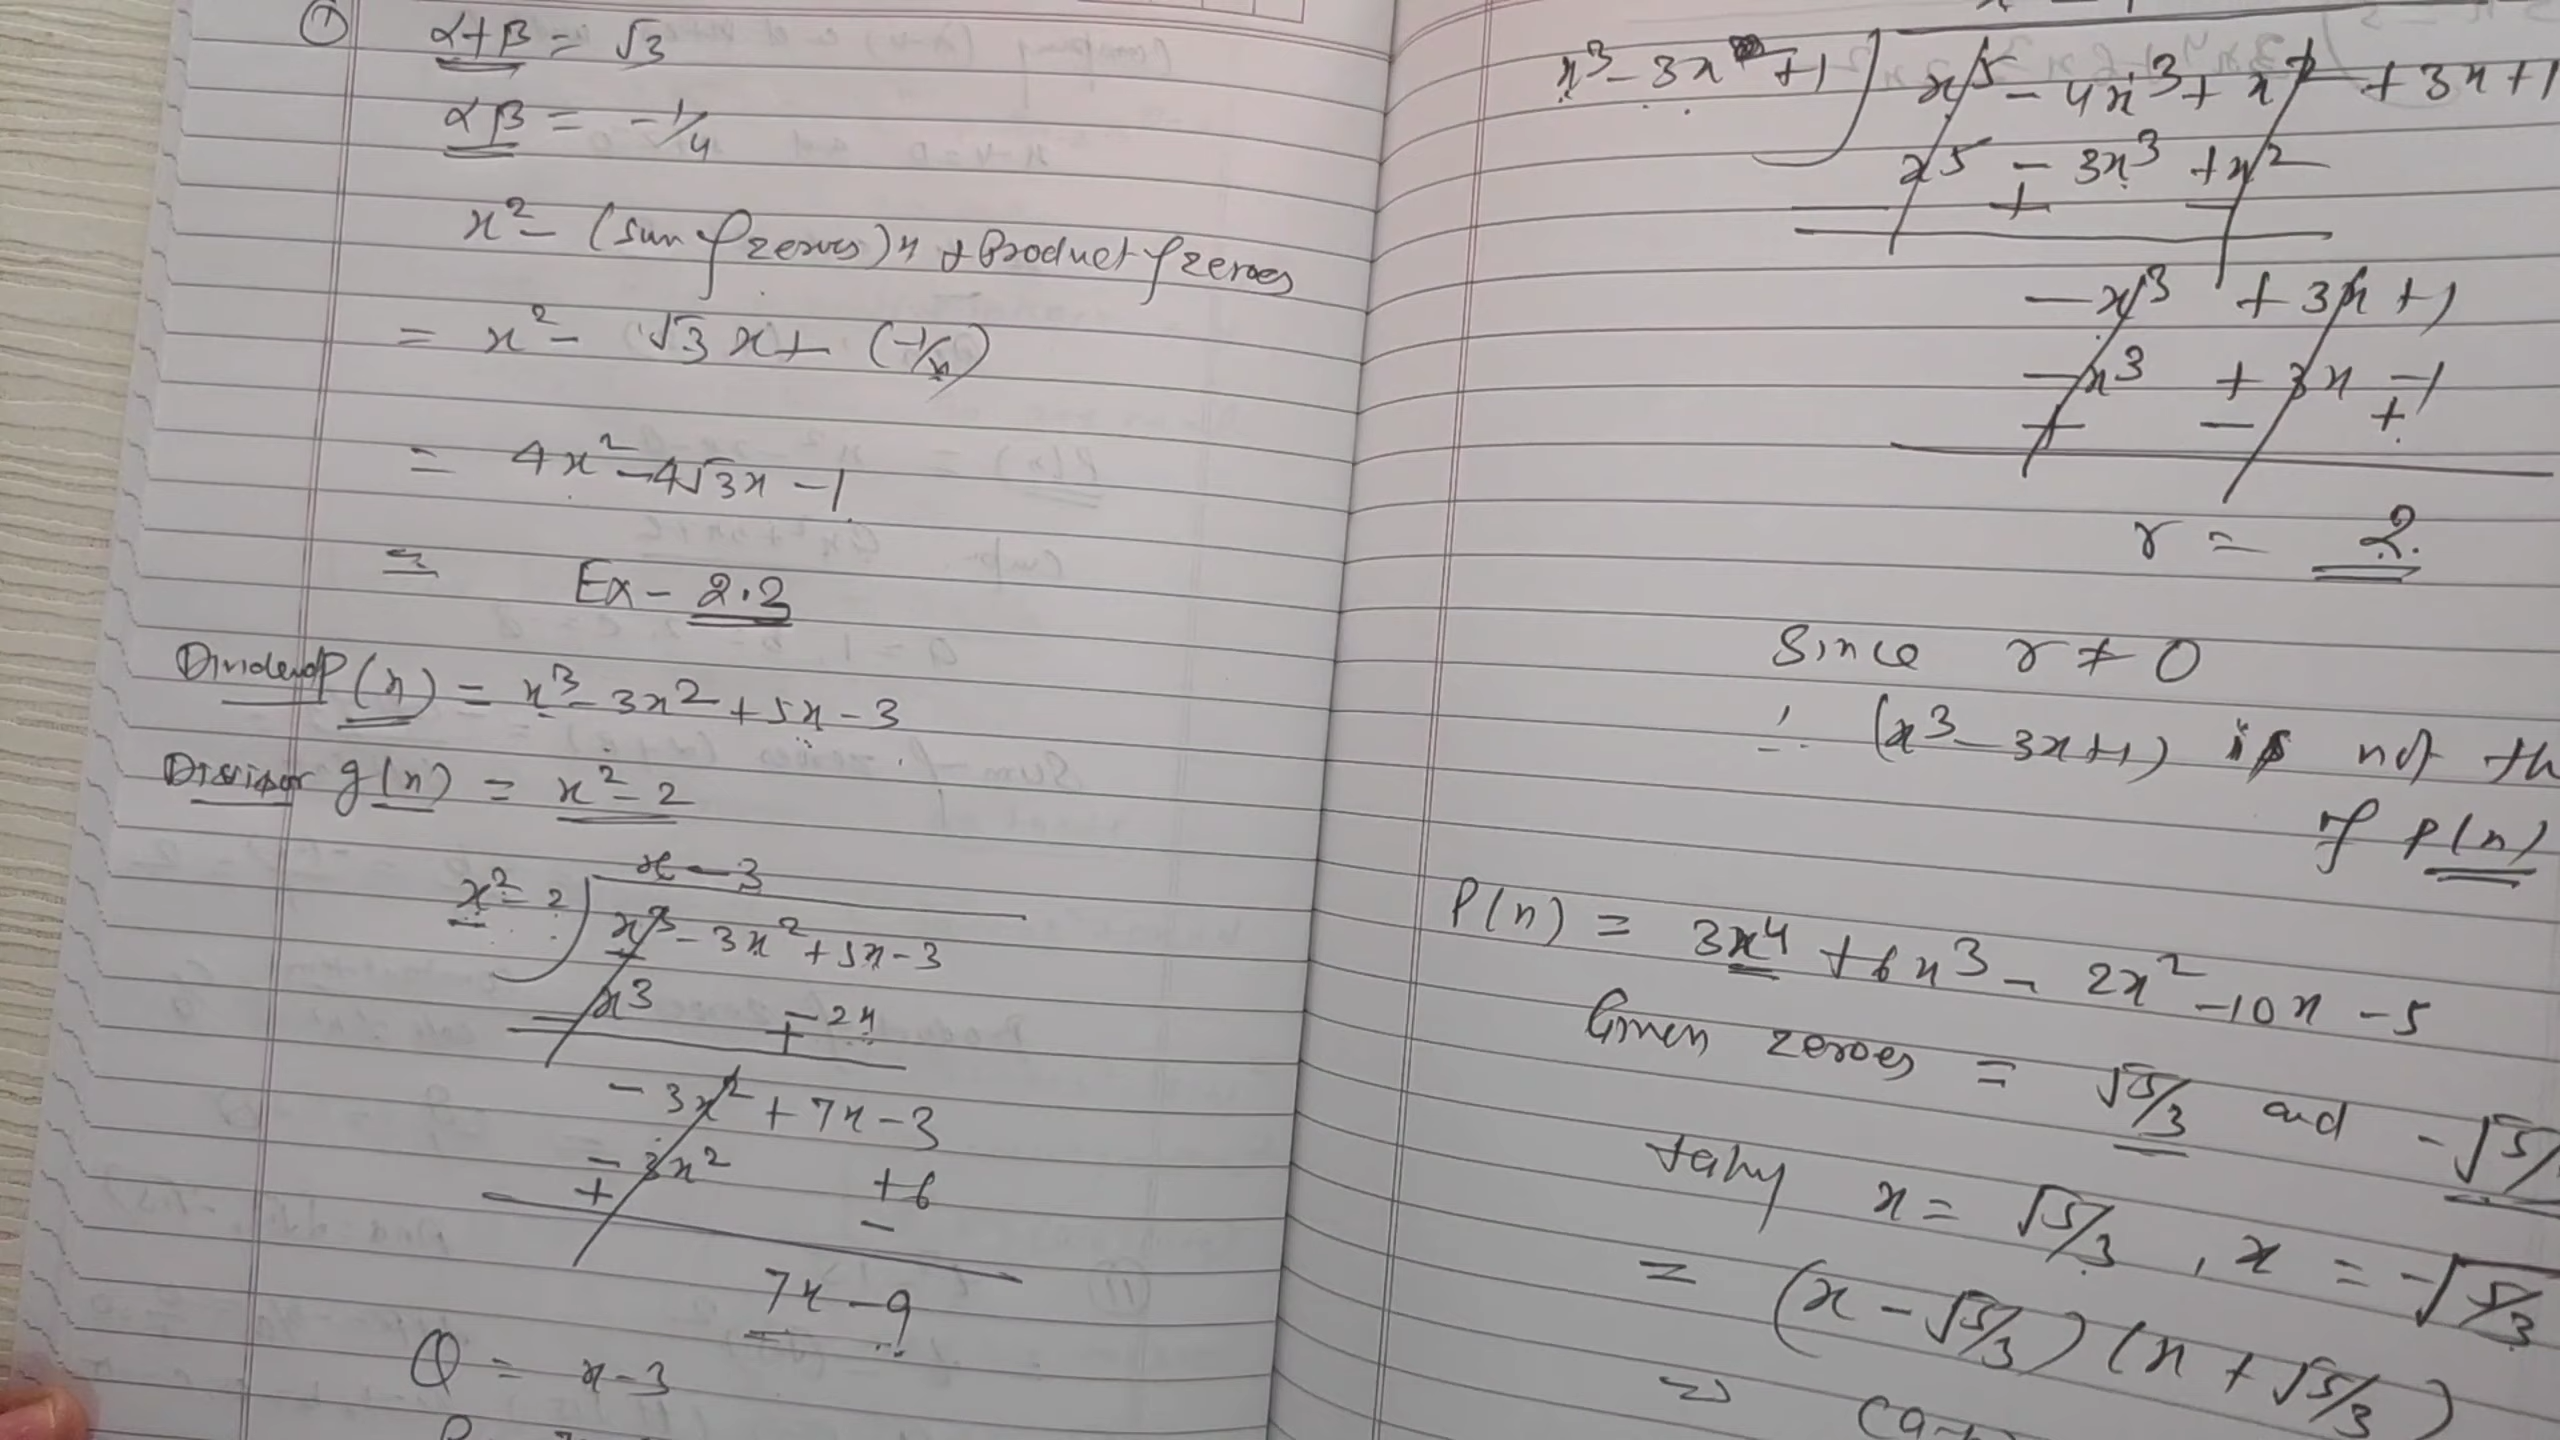 ① α+β = √3
αβ = -1/4
x² - (sum of zeroes)x + Product of zeroes
= x² - √3 x + (-1/4)
= 4x² - 4√3x - 1
= Ex - 2.3
Dividend P(x) = x³ - 3x² + 5x - 3
Divisor g(x) = x² - 2
x - 3
x² - 2 ) x³ - 3x² + 5x - 3
x³ - 2x
- +
- 3x² + 7x - 3
- 3x² + 6
+ -
7x - 9
Q = x - 3
x³ - 3x + 1 ) x⁵ - 4x³ + x² + 3x + 1
x⁵ - 3x³ + x²
+ -
- x³ + 3x + 1
- x³ + 3x - 1
+ - +
r = 2
Since r ≠ 0
∴ (x³ - 3x + 1) is not th
of P(x)
P(x) = 3x⁴ + 6x³ - 2x² - 10x - 5
Given zeroes = √5/3 and -√5/
taking x = √5/3 , x = -√5/3
= (x - √5/3) (x + √5/3)
⇒ (a+